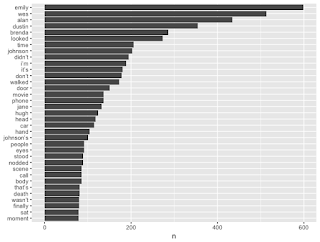 emily
wes
alan
dustin
brenda
looked
time
johnson
didn't
i'm
it's
don't
walked
door
movie
phone
jane
hugh
head
car
hand
johnson's
people
eyes
stood
nodded
scene
call
body
that's
death
wasn't
finally
sat
moment
0 200 400 600
n